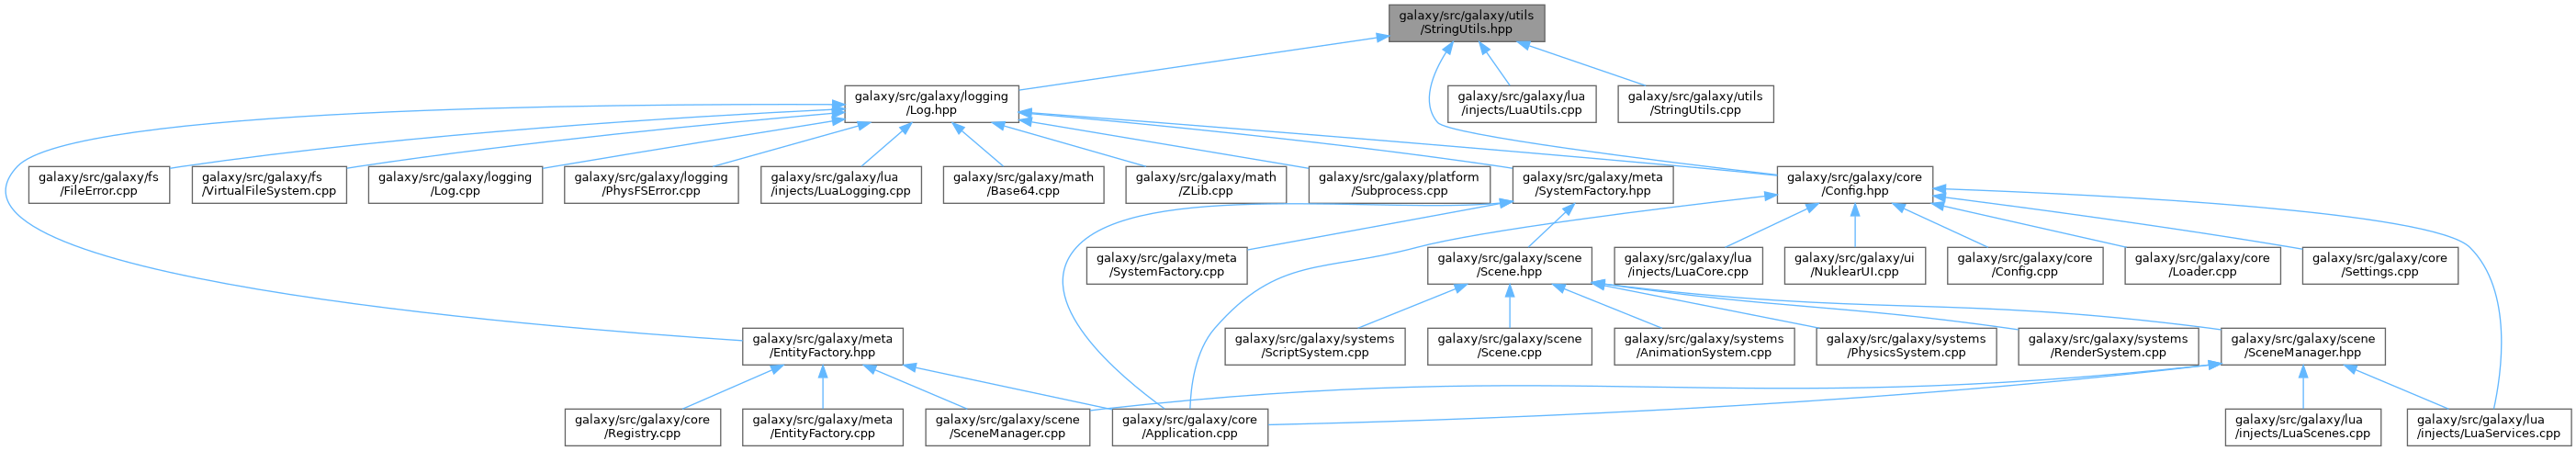 galaxy/src/galaxy/utils
/StringUtils.hpp
galaxy/src/galaxy/logging
/Log.hpp
galaxy/src/galaxy/lua
/injects/LuaUtils.cpp
galaxy/src/galaxy/utils
/StringUtils.cpp
galaxy/src/galaxy/fs
/FileError.cpp
galaxy/src/galaxy/fs
/VirtualFileSystem.cpp
galaxy/src/galaxy/logging
/Log.cpp
galaxy/src/galaxy/logging
/PhysFSError.cpp
galaxy/src/galaxy/lua
/injects/LuaLogging.cpp
galaxy/src/galaxy/math
/Base64.cpp
galaxy/src/galaxy/math
/ZLib.cpp
galaxy/src/galaxy/platform
/Subprocess.cpp
galaxy/src/galaxy/meta
/SystemFactory.hpp
galaxy/src/galaxy/core
/Config.hpp
galaxy/src/galaxy/meta
/SystemFactory.cpp
galaxy/src/galaxy/scene
/Scene.hpp
galaxy/src/galaxy/lua
/injects/LuaCore.cpp
galaxy/src/galaxy/ui
/NuklearUI.cpp
galaxy/src/galaxy/core
/Config.cpp
galaxy/src/galaxy/core
/Loader.cpp
galaxy/src/galaxy/core
/Settings.cpp
galaxy/src/galaxy/meta
/EntityFactory.hpp
galaxy/src/galaxy/systems
/ScriptSystem.cpp
galaxy/src/galaxy/scene
/Scene.cpp
galaxy/src/galaxy/systems
/AnimationSystem.cpp
galaxy/src/galaxy/systems
/PhysicsSystem.cpp
galaxy/src/galaxy/systems
/RenderSystem.cpp
galaxy/src/galaxy/scene
/SceneManager.hpp
galaxy/src/galaxy/core
/Registry.cpp
galaxy/src/galaxy/meta
/EntityFactory.cpp
galaxy/src/galaxy/scene
/SceneManager.cpp
galaxy/src/galaxy/core
/Application.cpp
galaxy/src/galaxy/lua
/injects/LuaScenes.cpp
galaxy/src/galaxy/lua
/injects/LuaServices.cpp